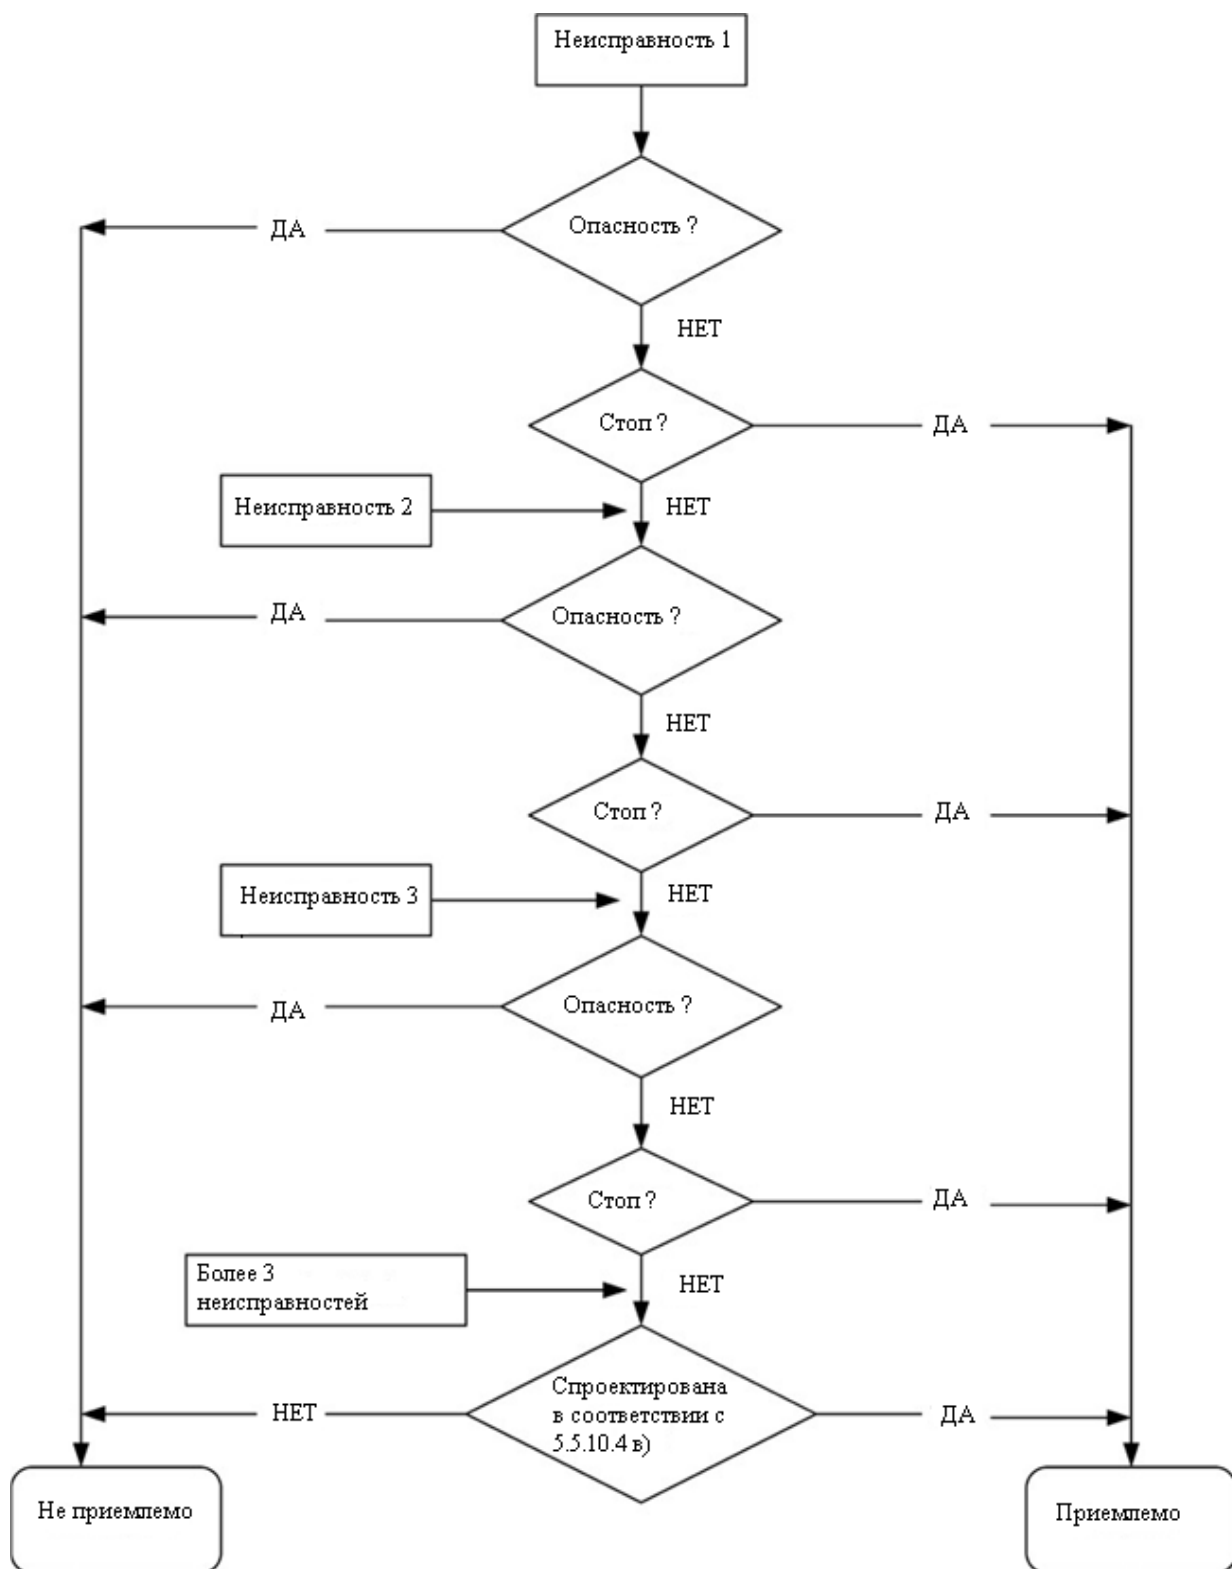 Неисправность 1
Опасность ?
ДА
НЕТ
Стоп ?
ДА
Неисправность 2
НЕТ
Опасность ?
ДА
НЕТ
Стоп ?
ДА
Неисправность 3
НЕТ
Опасность ?
ДА
НЕТ
Стоп ?
ДА
Более 3
неисправностей
НЕТ
Спроектирована
в соответствии с
5.5.10.4 в)
НЕТ
ДА
Не приемлемо
Приемлемо